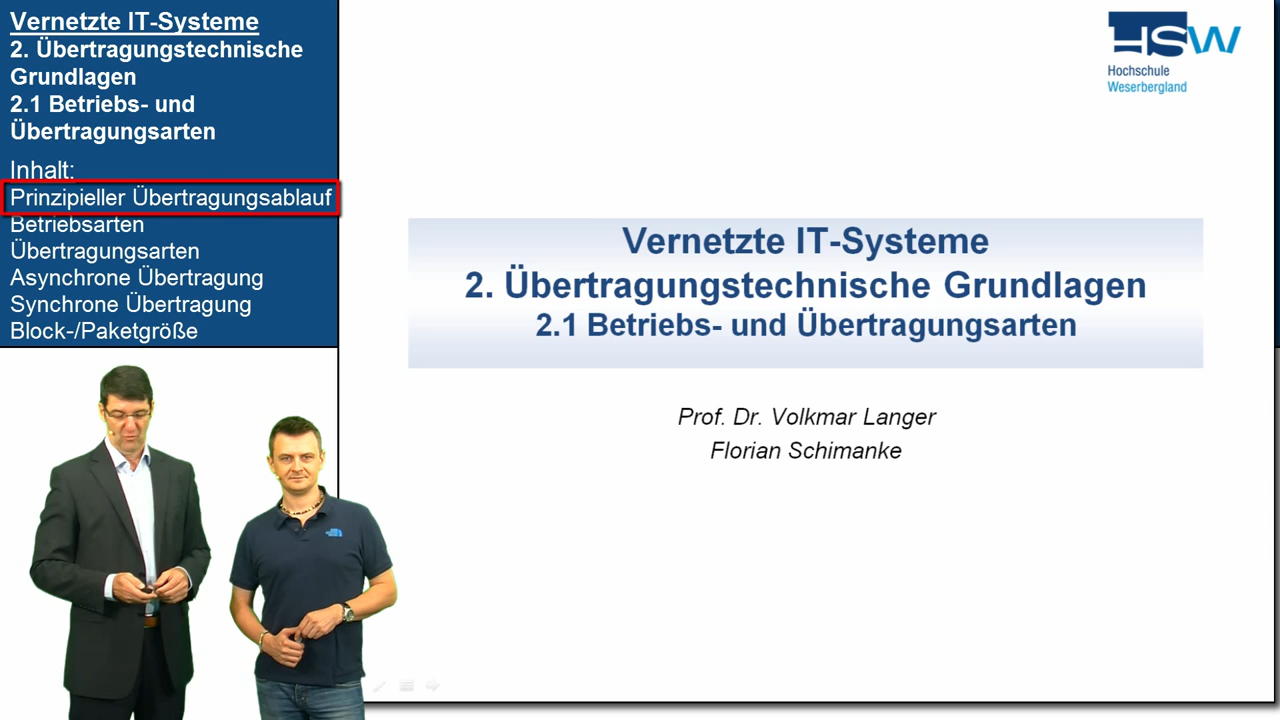 Vernetzte IT-Systeme
2. Übertragungstechnische
Grundlagen
2.1 Betriebs- und
Übertragungsarten
Inhalt:
Prinzipieller Übertragungsablauf
Betriebsarten
Übertragungsarten
Asynchrone Übertragung
Synchrone Übertragung
Block-/Paketgröße
HSW
Hochschule
Weserbergland
Vernetzte IT-Systeme
2. Übertragungstechnische Grundlagen
2.1 Betriebs- und Übertragungsarten
Prof. Dr. Volkmar Langer
Florian Schimanke